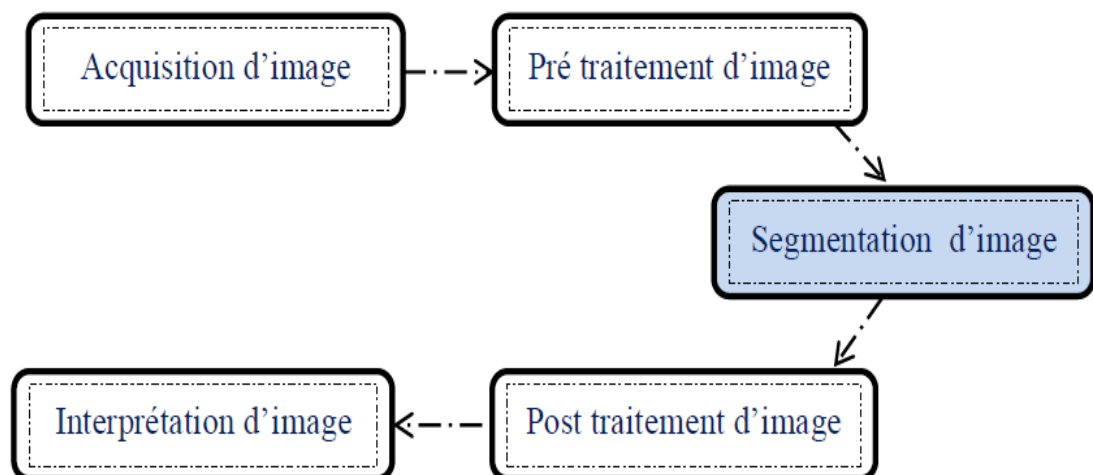 Acquisition d’image
Pré traitement d’image
Segmentation d’image
Post traitement d’image
Interprétation d’image